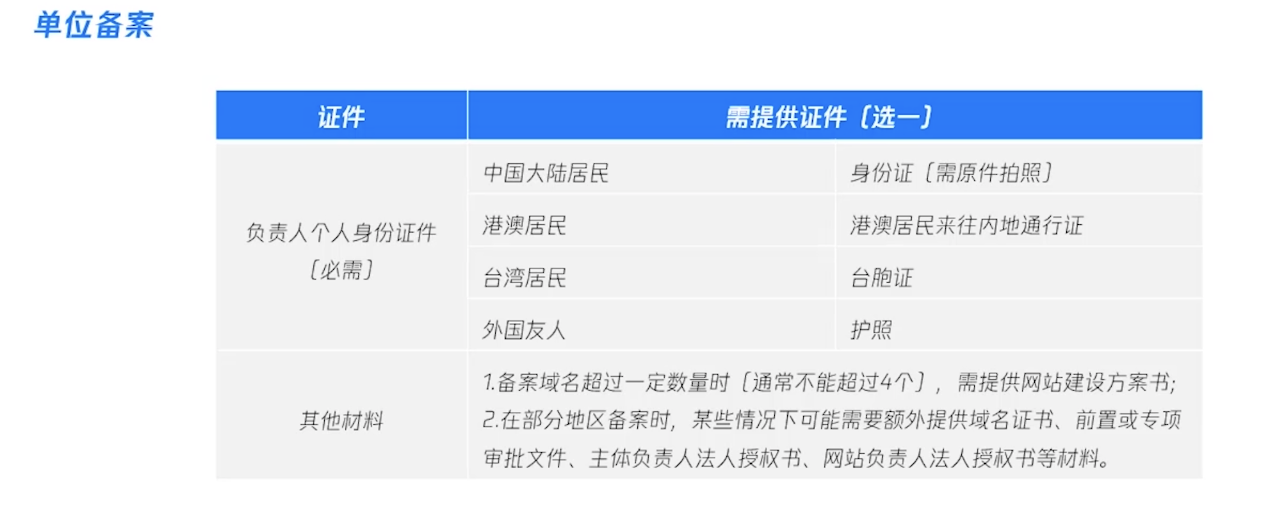 单位备案
证件
需提供证件（选一）
负责人个人身份证件
（必需）
中国大陆居民
身份证（需原件拍照）
港澳居民
港澳居民来往内地通行证
台湾居民
台胞证
外国友人
护照
其他材料
1.备案域名超过一定数量时（通常不能超过4个），需提供网站建设方案书;
2.在部分地区备案时，某些情况下可能需要额外提供域名证书、前置或专项
审批文件、主体负责人法人授权书、网站负责人法人授权书等材料。